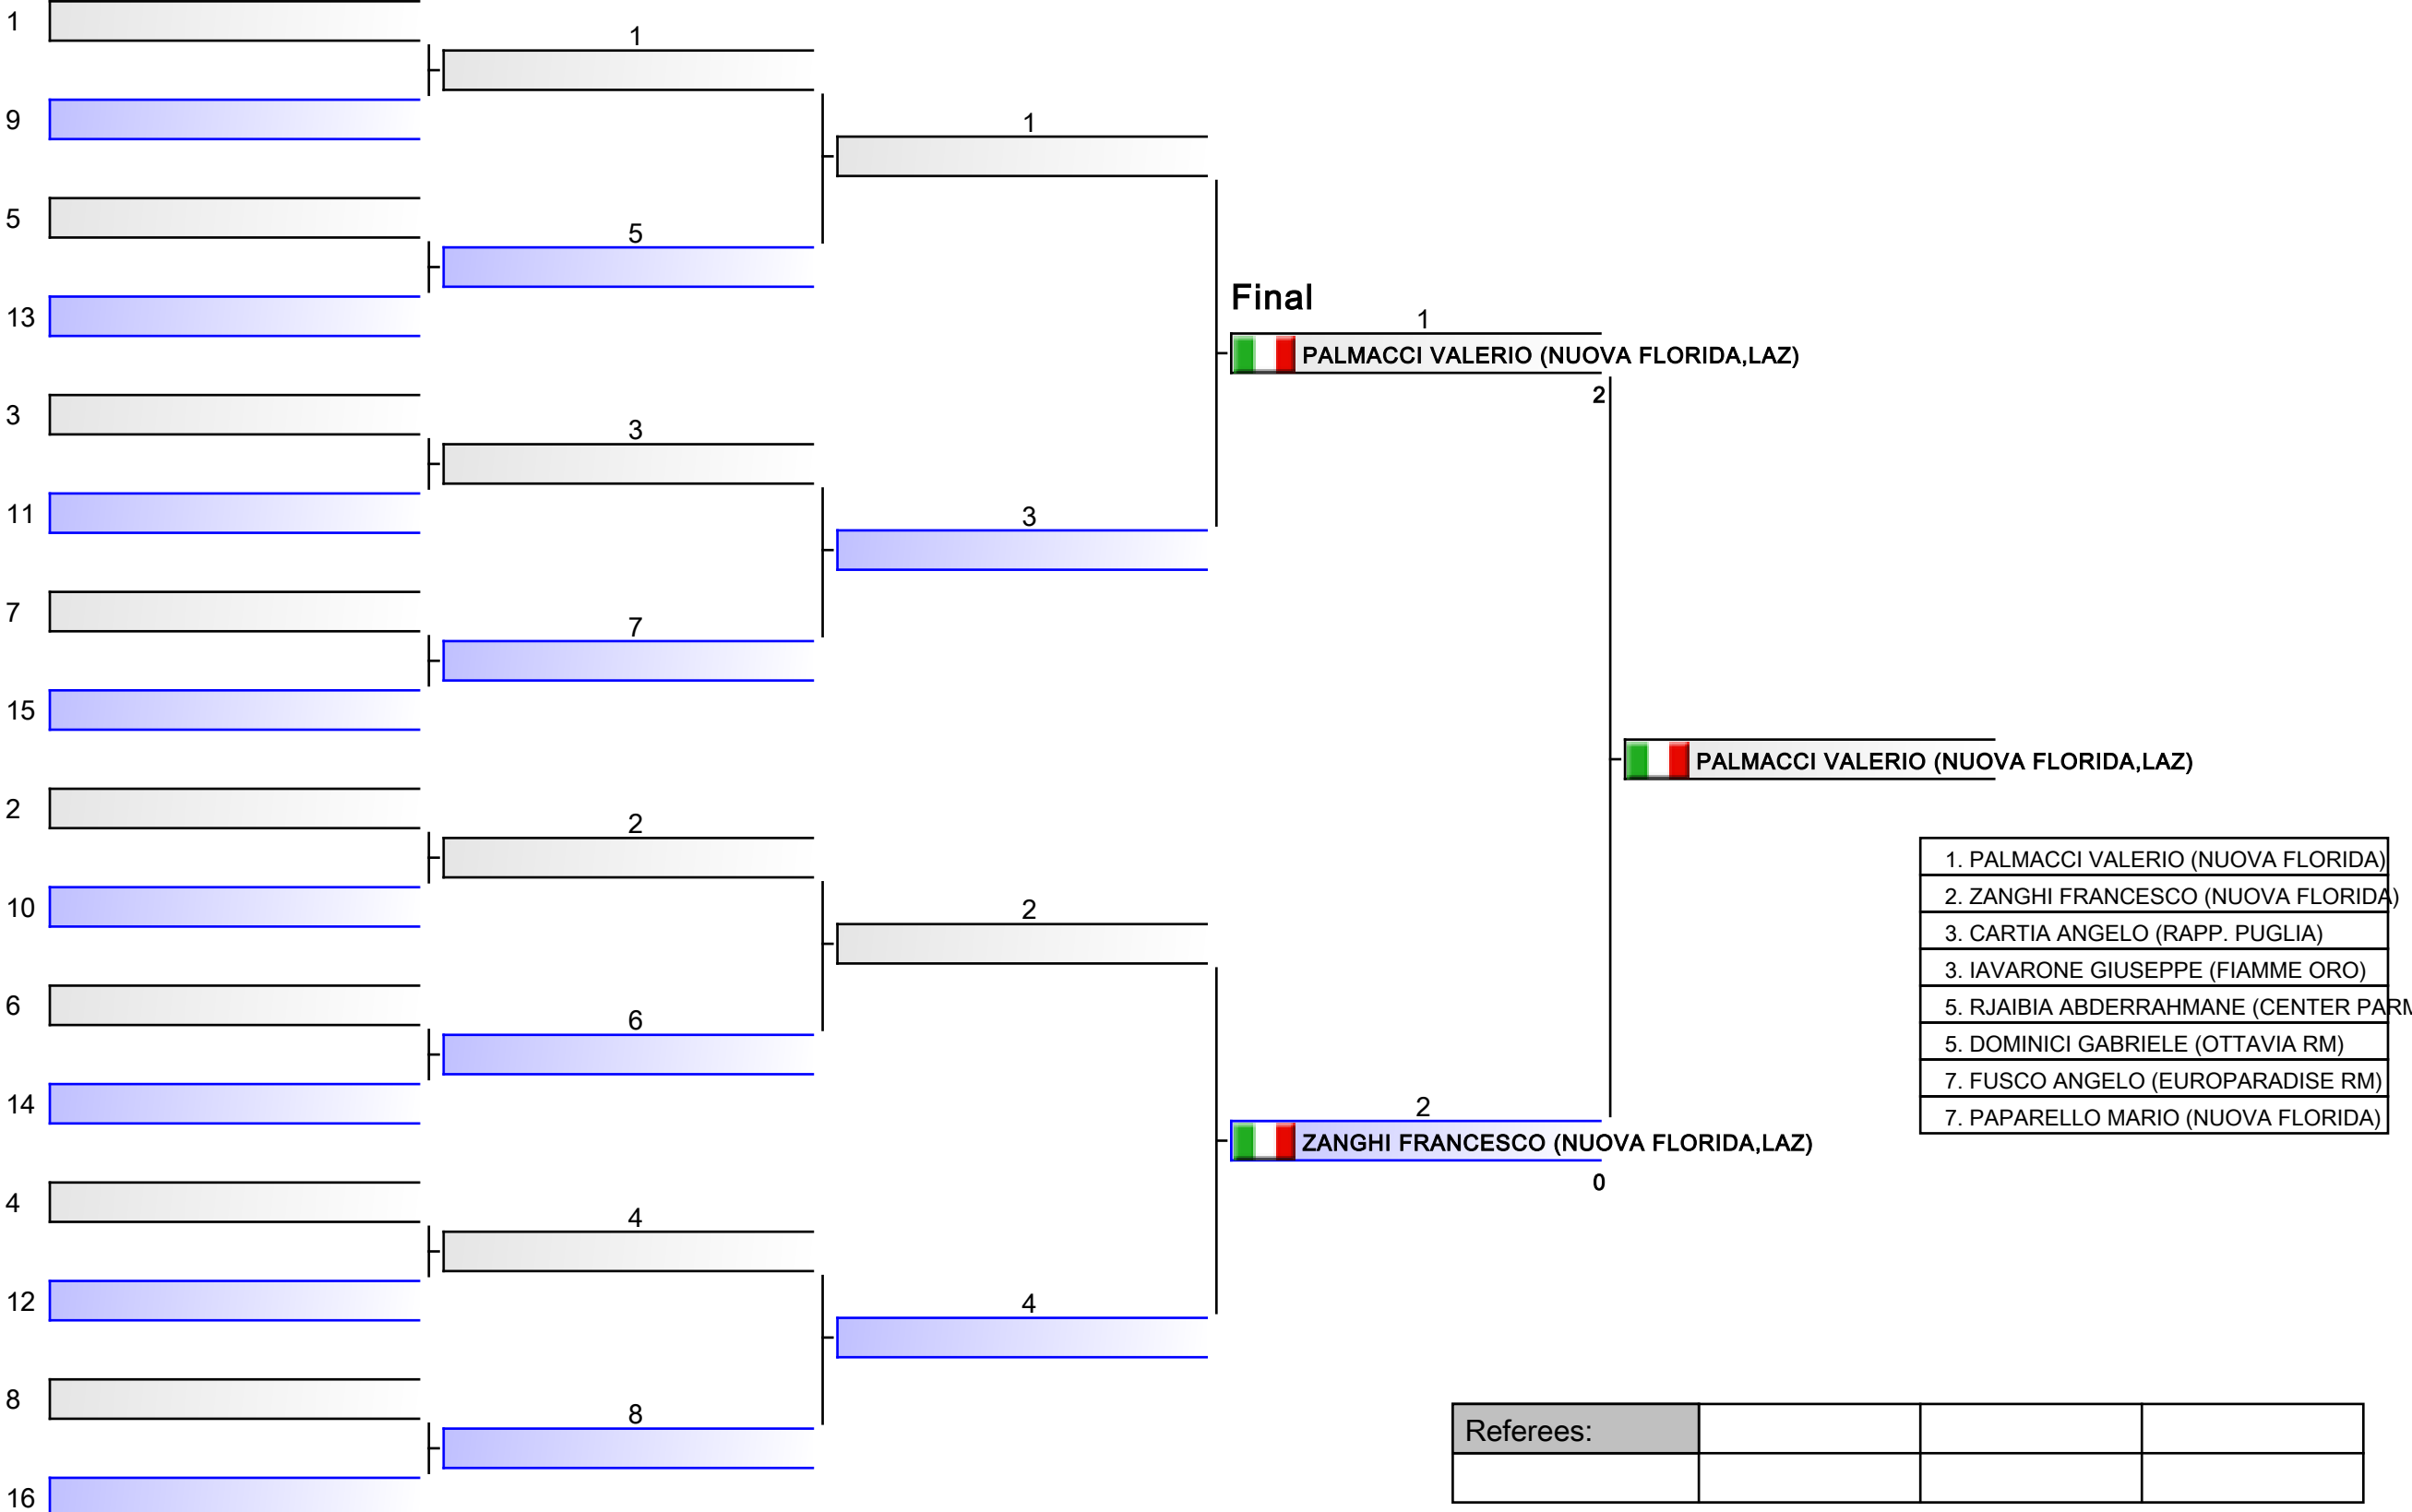 1
9
5
13
3
11
7
15
2
10
6
14
4
12
8
16
1
5
3
7
2
6
4
8
1
3
2
4
Final
1
PALMACCI VALERIO (NUOVA FLORIDA,LAZ)
2
2
ZANGHI FRANCESCO (NUOVA FLORIDA,LAZ)
0
PALMACCI VALERIO (NUOVA FLORIDA,LAZ)
1. PALMACCI VALERIO (NUOVA FLORIDA)
2. ZANGHI FRANCESCO (NUOVA FLORIDA)
3. CARTIA ANGELO (RAPP. PUGLIA)
3. IAVARONE GIUSEPPE (FIAMME ORO)
5. RJAIBIA ABDERRAHMANE (CENTER PARM
5. DOMINICI GABRIELE (OTTAVIA RM)
7. FUSCO ANGELO (EUROPARADISE RM)
7. PAPARELLO MARIO (NUOVA FLORIDA)
Referees: